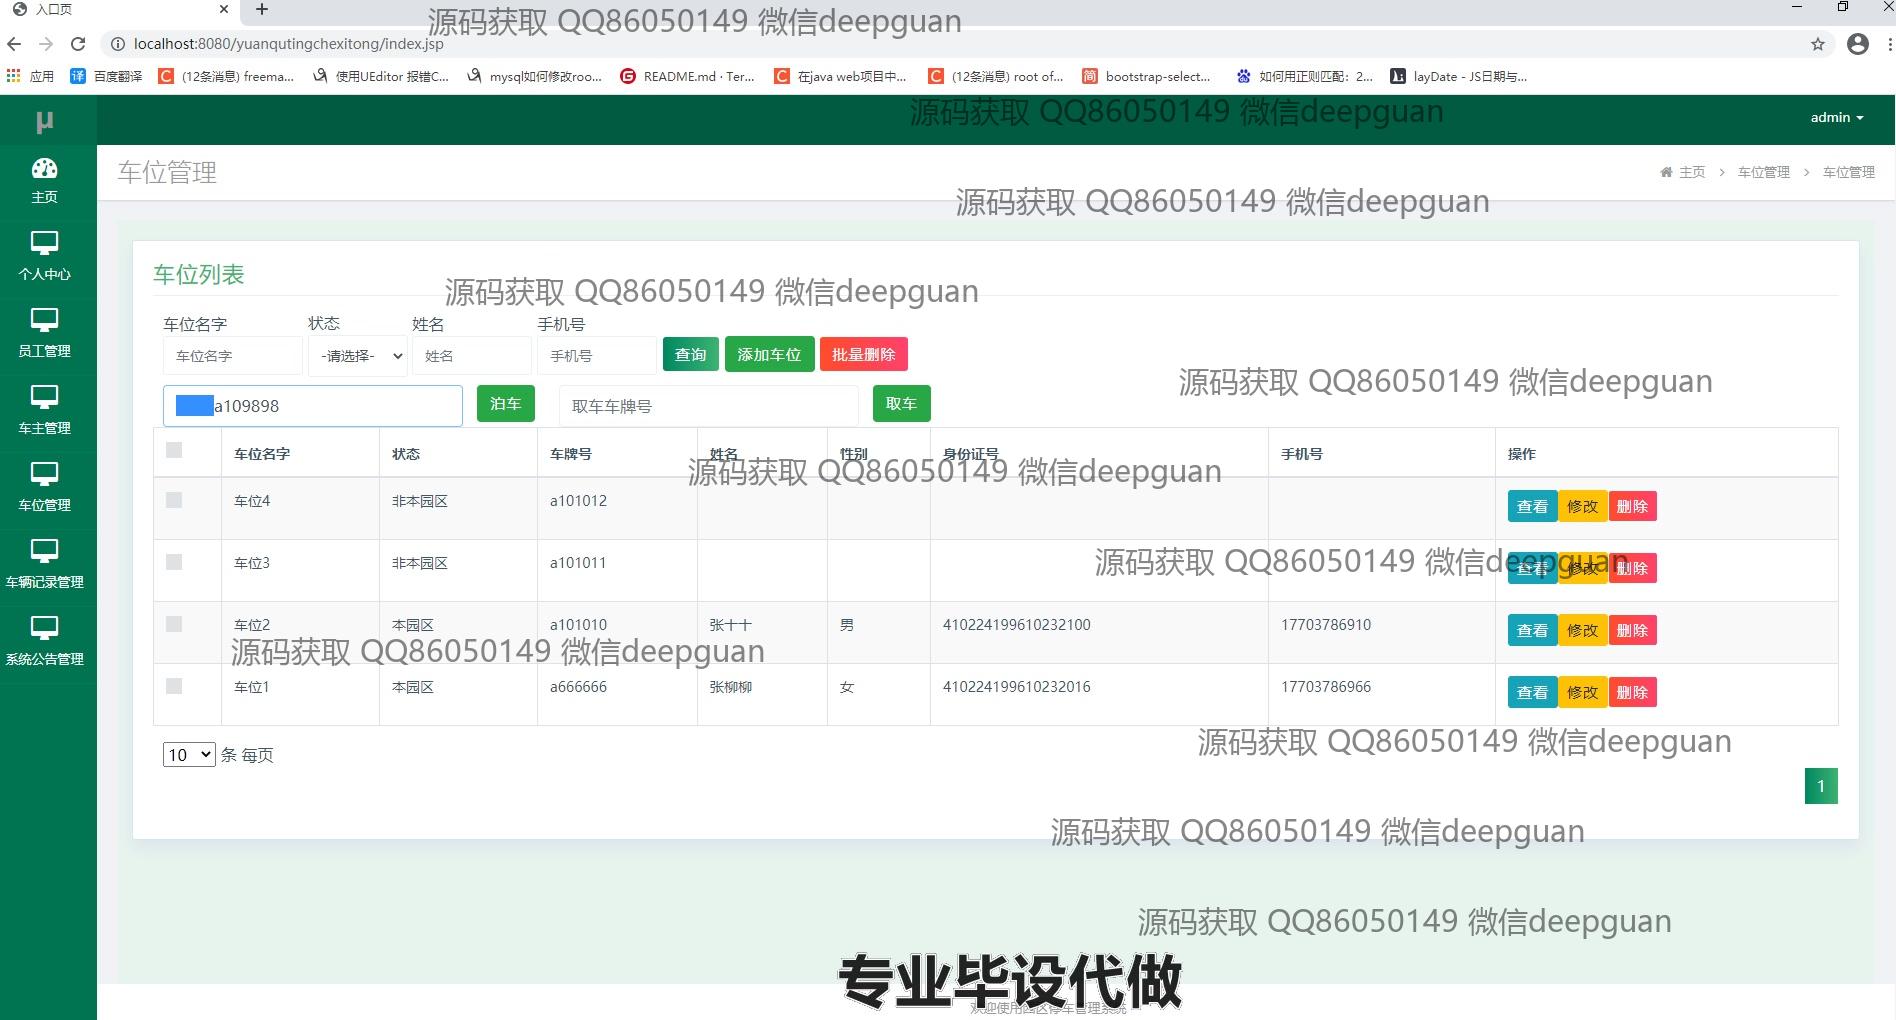 入口页
源码获取 QQ86050149 微信deepguan
localhost:8080/yuanqutingchexitong/index.jsp
应用 百度翻译 (12条消息) freema... 使用UEditor 报错C... mysql如何修改roo... README.md · Ter... 在java web项目中... (12条消息) root of... bootstrap-select... 如何用正则匹配：2... layDate - JS日期与...
μ
源码获取 QQ86050149 微信deepguan
admin
主页
车位管理
主页 > 车位管理 > 车位管理
源码获取 QQ86050149 微信deepguan
个人中心
车位列表
源码获取 QQ86050149 微信deepguan
车位名字 状态 姓名 手机号
员工管理
车位名字 -请选择- 姓名 手机号 查询 添加车位 批量删除
源码获取 QQ86050149 微信deepguan
a109898 泊车 取车车牌号 取车
车主管理
车位名字 状态 车牌号 姓名 性别 身份证号 手机号 操作
源码获取 QQ86050149 微信deepguan
车位管理
车位4 非本园区 a101012 查看 修改 删除
车位3 非本园区 a101011 查看 修改 删除
源码获取 QQ86050149 微信deepguan
车辆记录管理
车位2 本园区 a101010 张十十 男 410224199610232100 17703786910 查看 修改 删除
源码获取 QQ86050149 微信deepguan
系统公告管理
车位1 本园区 a666666 张柳柳 女 410224199610232016 17703786966 查看 修改 删除
源码获取 QQ86050149 微信deepguan
10 条 每页
1
源码获取 QQ86050149 微信deepguan
源码获取 QQ86050149 微信deepguan
专业毕设代做
欢迎使用园区停车管理系统